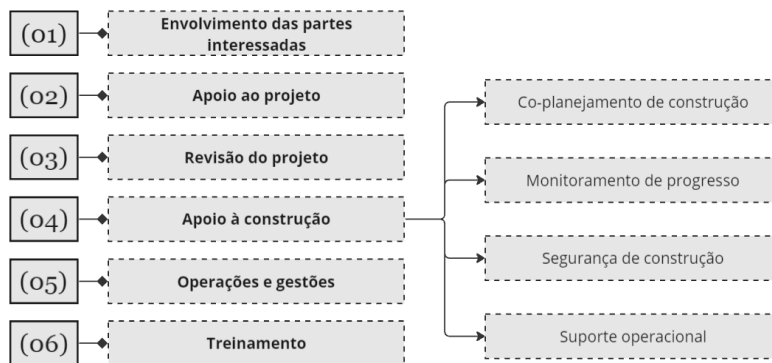 (01)
Envolvimento das partes
interessadas
(02)
Apoio ao projeto
(03)
Revisão do projeto
(04)
Apoio à construção
(05)
Operações e gestões
(06)
Treinamento
Co-planejamento de construção
Monitoramento de progresso
Segurança de construção
Suporte operacional